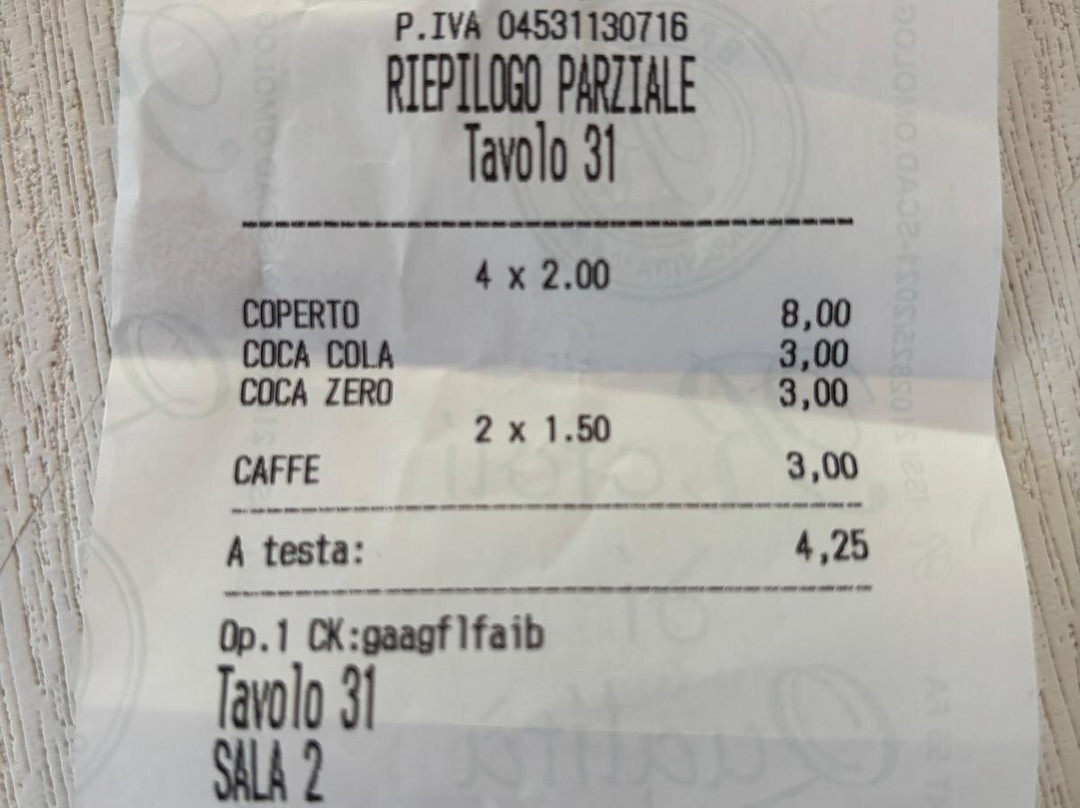 P.IVA 04531130716
RIEPILOGO PARZIALE
Tavolo 31
4 x 2.00
COPERTO 8,00
COCA COLA 3,00
COCA ZERO 3,00
2 x 1.50
CAFFE 3,00
A testa: 4,25
Op.1 CK:gaagflfaib
Tavolo 31
SALA 2